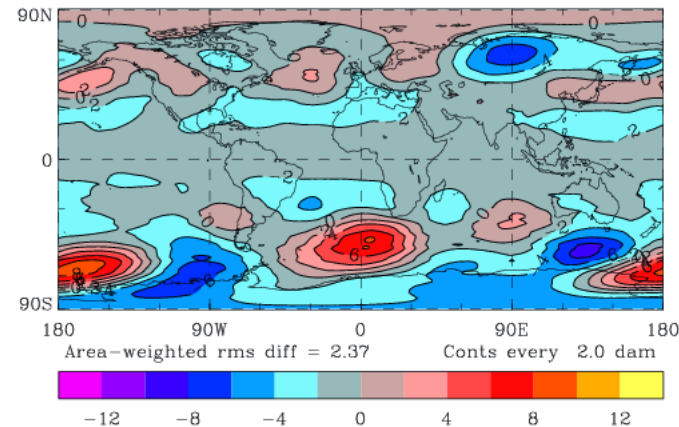 90N
0
90S
180 90W 0 90E 180
Area-weighted rms diff = 2.37 Conts every 2.0 dam
-12 -8 -4 0 4 8 12